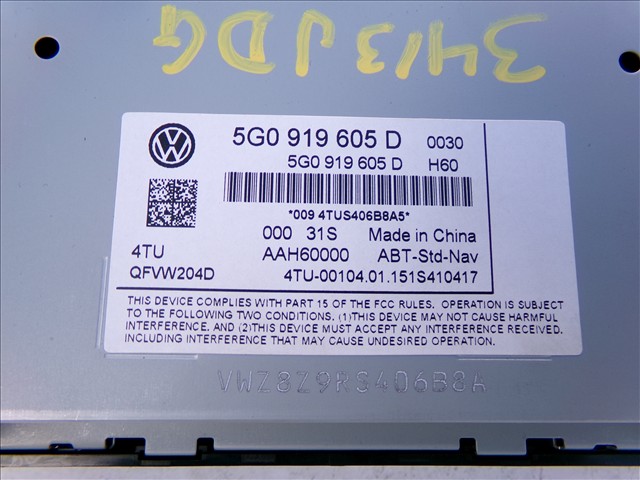 3413JDG
5G0 919 605 D 0030
5G0 919 605 D H60
*009 4TUS406B8A5*
000 31S Made in China
4TU AAH60000 ABT-Std-Nav
QFVW204D 4TU-00104.01.151S410417
THIS DEVICE COMPLIES WITH PART 15 OF THE FCC RULES. OPERATION IS SUBJECT
TO THE FOLLOWING TWO CONDITIONS. (1)THIS DEVICE MAY NOT CAUSE HARMFUL
INTERFERENCE, AND (2)THIS DEVICE MUST ACCEPT ANY INTERFERENCE RECEIVED.
INCLUDING INTERFERENCE THAT MAY CAUSE UNDESIRED OPERATION.